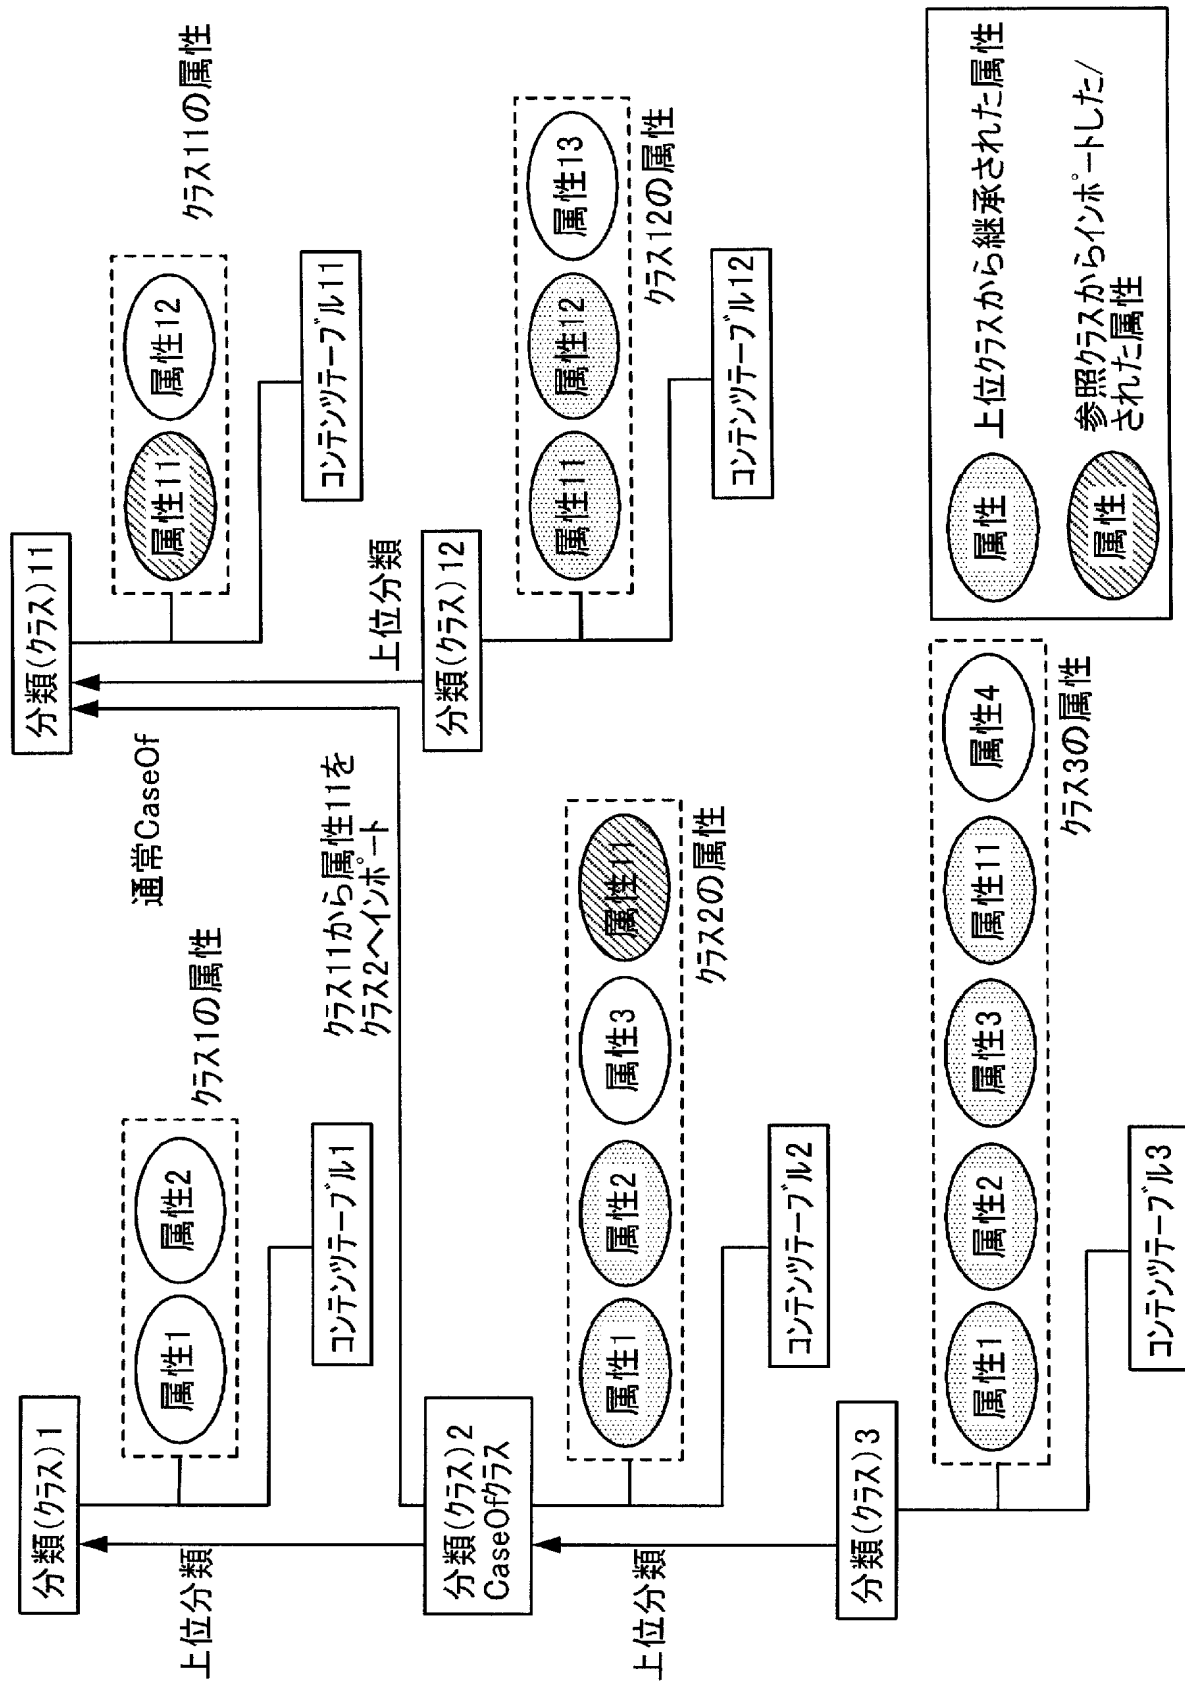 分類(クラス)1
上位分類
属性1
属性2
クラス1の属性
コンテンツテーブル1
分類(クラス)2
CaseOfクラス
上位分類
属性1
属性2
属性3
属性11
クラス2の属性
コンテンツテーブル2
分類(クラス)3
属性1
属性2
属性3
属性11
属性4
クラス3の属性
コンテンツテーブル3
通常CaseOf
クラス11から属性11を
クラス2へインポート
分類(クラス)11
属性11
属性12
クラス11の属性
コンテンツテーブル11
上位分類
分類(クラス)12
属性11
属性12
属性13
クラス12の属性
コンテンツテーブル12
属性
上位クラスから継承された属性
属性
参照クラスからインポートした/
された属性